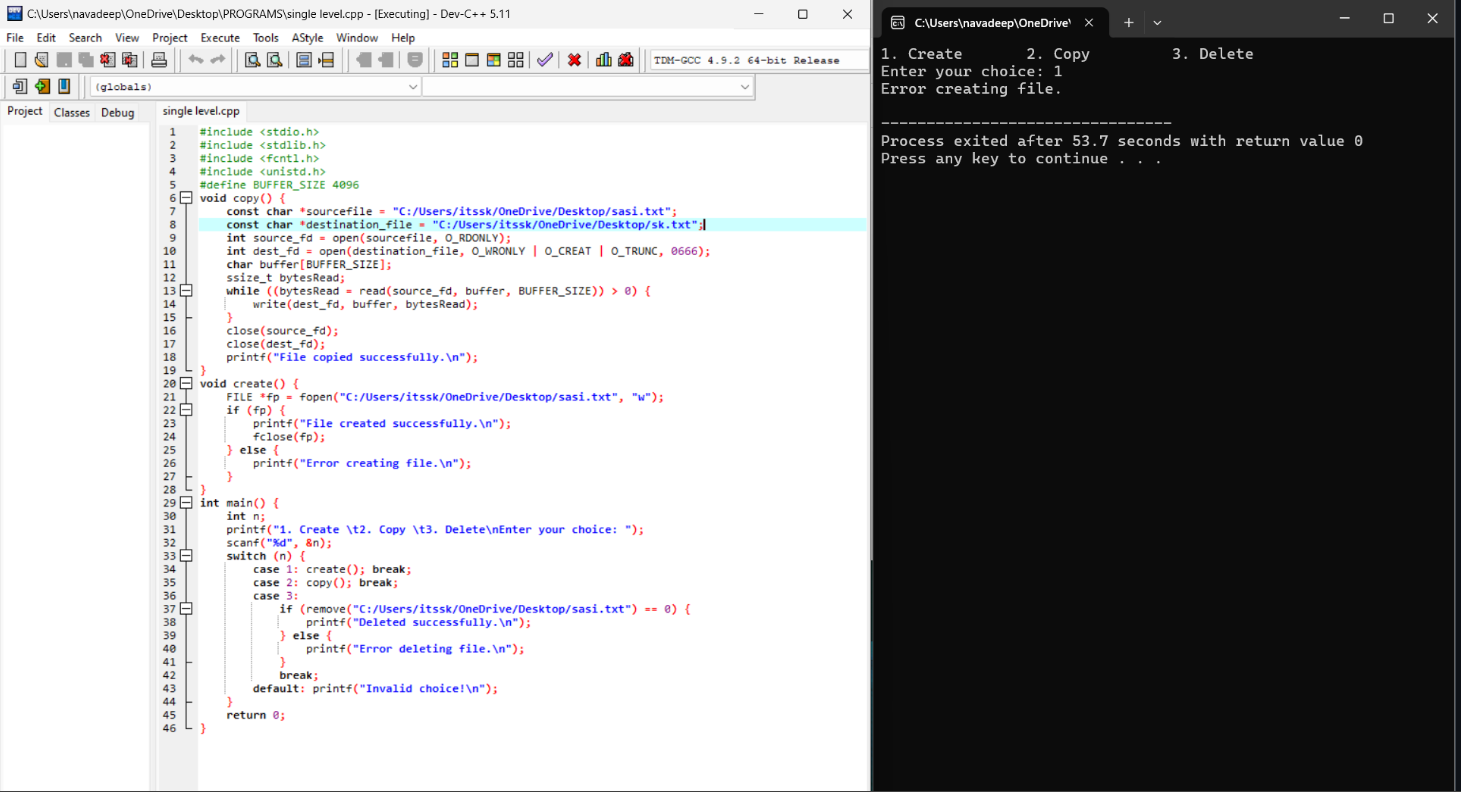 C:\Users\navadeep\OneDrive\Desktop\PROGRAMS\single level.cpp - [Executing] - Dev-C++ 5.11
File Edit Search View Project Execute Tools AStyle Window Help
TDM-GCC 4.9.2 64-bit Release
(globals)
Project Classes Debug
single level.cpp
1 #include <stdio.h>
2 #include <stdlib.h>
3 #include <fcntl.h>
4 #include <unistd.h>
5 #define BUFFER_SIZE 4096
6 void copy() {
7     const char *sourcefile = "C:/Users/itssk/OneDrive/Desktop/sasi.txt";
8     const char *destination_file = "C:/Users/itssk/OneDrive/Desktop/sk.txt";
9     int source_fd = open(sourcefile, O_RDONLY);
10     int dest_fd = open(destination_file, O_WRONLY | O_CREAT | O_TRUNC, 0666);
11     char buffer[BUFFER_SIZE];
12     ssize_t bytesRead;
13     while ((bytesRead = read(source_fd, buffer, BUFFER_SIZE)) > 0) {
14         write(dest_fd, buffer, bytesRead);
15     }
16     close(source_fd);
17     close(dest_fd);
18     printf("File copied successfully.\n");
19 }
20 void create() {
21     FILE *fp = fopen("C:/Users/itssk/OneDrive/Desktop/sasi.txt", "w");
22     if (fp) {
23         printf("File created successfully.\n");
24         fclose(fp);
25     } else {
26         printf("Error creating file.\n");
27     }
28 }
29 int main() {
30     int n;
31     printf("1. Create \t2. Copy \t3. Delete\nEnter your choice: ");
32     scanf("%d", &n);
33     switch (n) {
34         case 1: create(); break;
35         case 2: copy(); break;
36         case 3:
37             if (remove("C:/Users/itssk/OneDrive/Desktop/sasi.txt") == 0) {
38                 printf("Deleted successfully.\n");
39             } else {
40                 printf("Error deleting file.\n");
41             }
42             break;
43         default: printf("Invalid choice!\n");
44     }
45     return 0;
46 }
C:\Users\navadeep\OneDrive\
1. Create 2. Copy 3. Delete
Enter your choice: 1
Error creating file.
--------------------------------
Process exited after 53.7 seconds with return value 0
Press any key to continue . . .